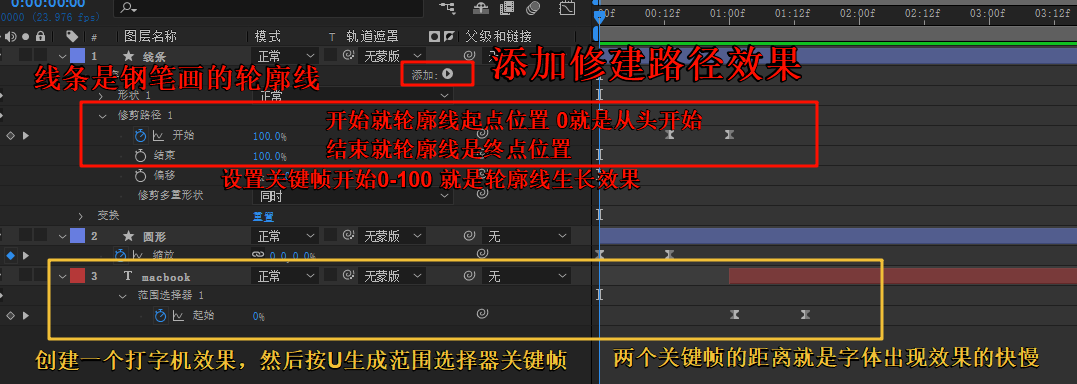 0:00:00:00
0000 (23.976 fps)
:00f 00:12f 01:00f 01:12f 02:00f 02:12f 03:00f 03:12f
# 图层名称 模式 T 轨道遮罩 父级和链接
1 线条 正常 无蒙版 无
添加:
添加修建路径效果
线条是钢笔画的轮廓线
形状 1 正常
修剪路径 1
开始 100.0%
开始就轮廓线起点位置 0就是从头开始
结束 100.0%
结束就轮廓线是终点位置
偏移
设置关键帧开始0-100 就是轮廓线生长效果
修剪多重形状 同时
变换 重置
2 圆形 正常 无蒙版 无
缩放 0.0,0.0%
3 T macbook 正常 无蒙版 无
范围选择器 1
起始 0%
创建一个打字机效果，然后按U生成范围选择器关键帧
两个关键帧的距离就是字体出现效果的快慢